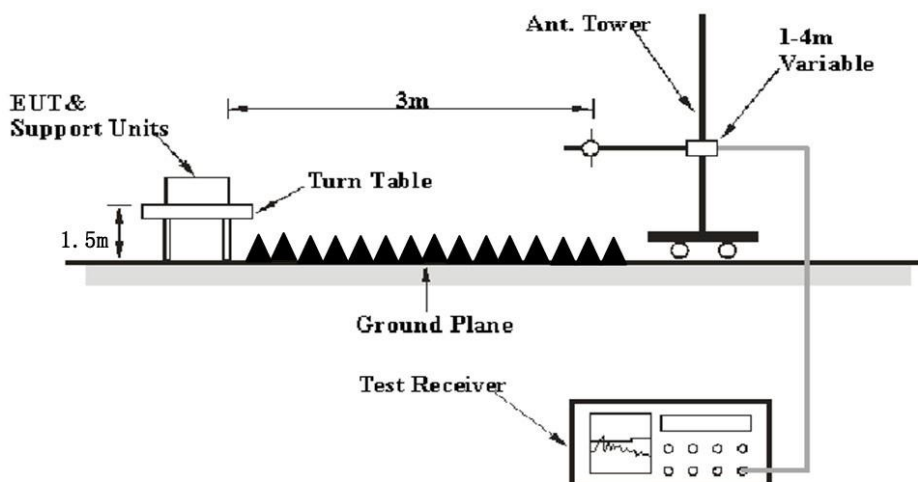 Ant. Tower
1-4m
Variable
3m
EUT&
Support Units
Turn Table
1.5m
Ground Plane
Test Receiver